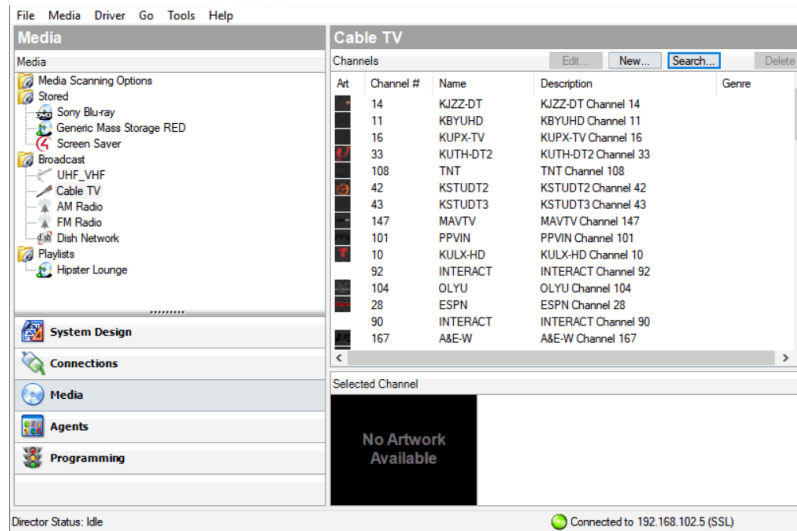 File Media Driver Go Tools Help
Media
Media
Media Scanning Options
Stored
Sony Blu-ray
Generic Mass Storage RED
Screen Saver
Broadcast
UHF_VHF
Cable TV
AM Radio
FM Radio
Dish Network
Playlists
Hipster Lounge
System Design
Connections
Media
Agents
Programming
Cable TV
Channels Edit... New... Search... Delete
Art Channel # Name Description Genre
14 KJZZ-DT KJZZ-DT Channel 14
11 KBYUHD KBYUHD Channel 11
16 KUPX-TV KUPX-TV Channel 16
33 KUTH-DT2 KUTH-DT2 Channel 33
108 TNT TNT Channel 108
42 KSTUDT2 KSTUDT2 Channel 42
43 KSTUDT3 KSTUDT3 Channel 43
147 MAVTV MAVTV Channel 147
101 PPVIN PPVIN Channel 101
10 KULX-HD KULX-HD Channel 10
92 INTERACT INTERACT Channel 92
104 OLYU OLYU Channel 104
28 ESPN ESPN Channel 28
90 INTERACT INTERACT Channel 90
167 A&E-W A&E-W Channel 167
Selected Channel
No Artwork
Available
Director Status: Idle Connected to 192.168.102.5 (SSL)